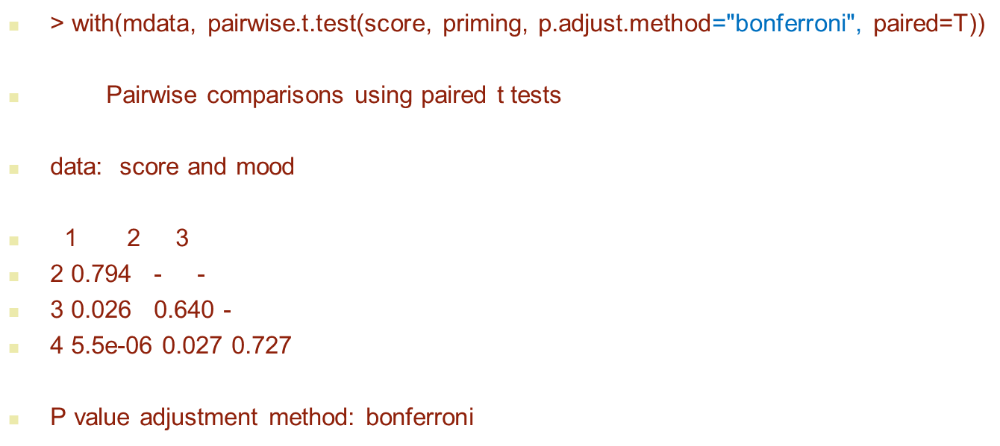 > with(mdata, pairwise.t.test(score, priming, p.adjust.method="bonferroni", paired=T))
Pairwise comparisons using paired t tests
data: score and mood
1 2 3
2 0.794 - -
3 0.026 0.640 -
4 5.5e-06 0.027 0.727
P value adjustment method: bonferroni